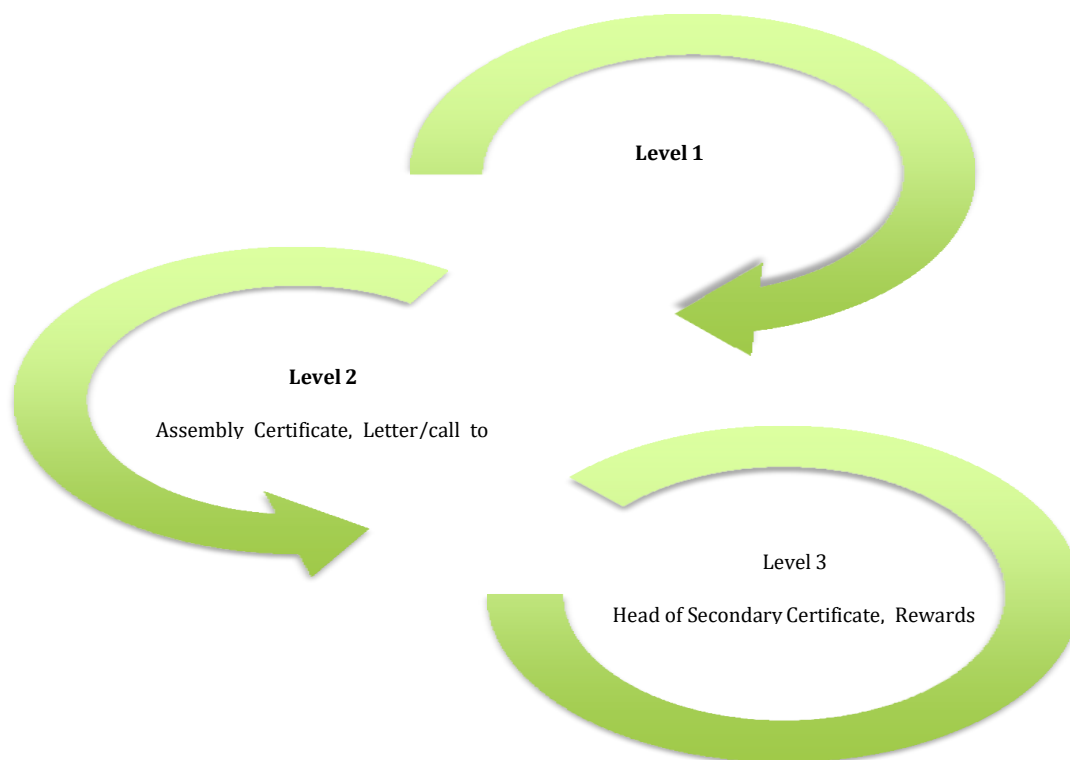 Level 1
Level 2
Assembly Certificate, Letter/call to
Level 3
Head of Secondary Certificate, Rewards